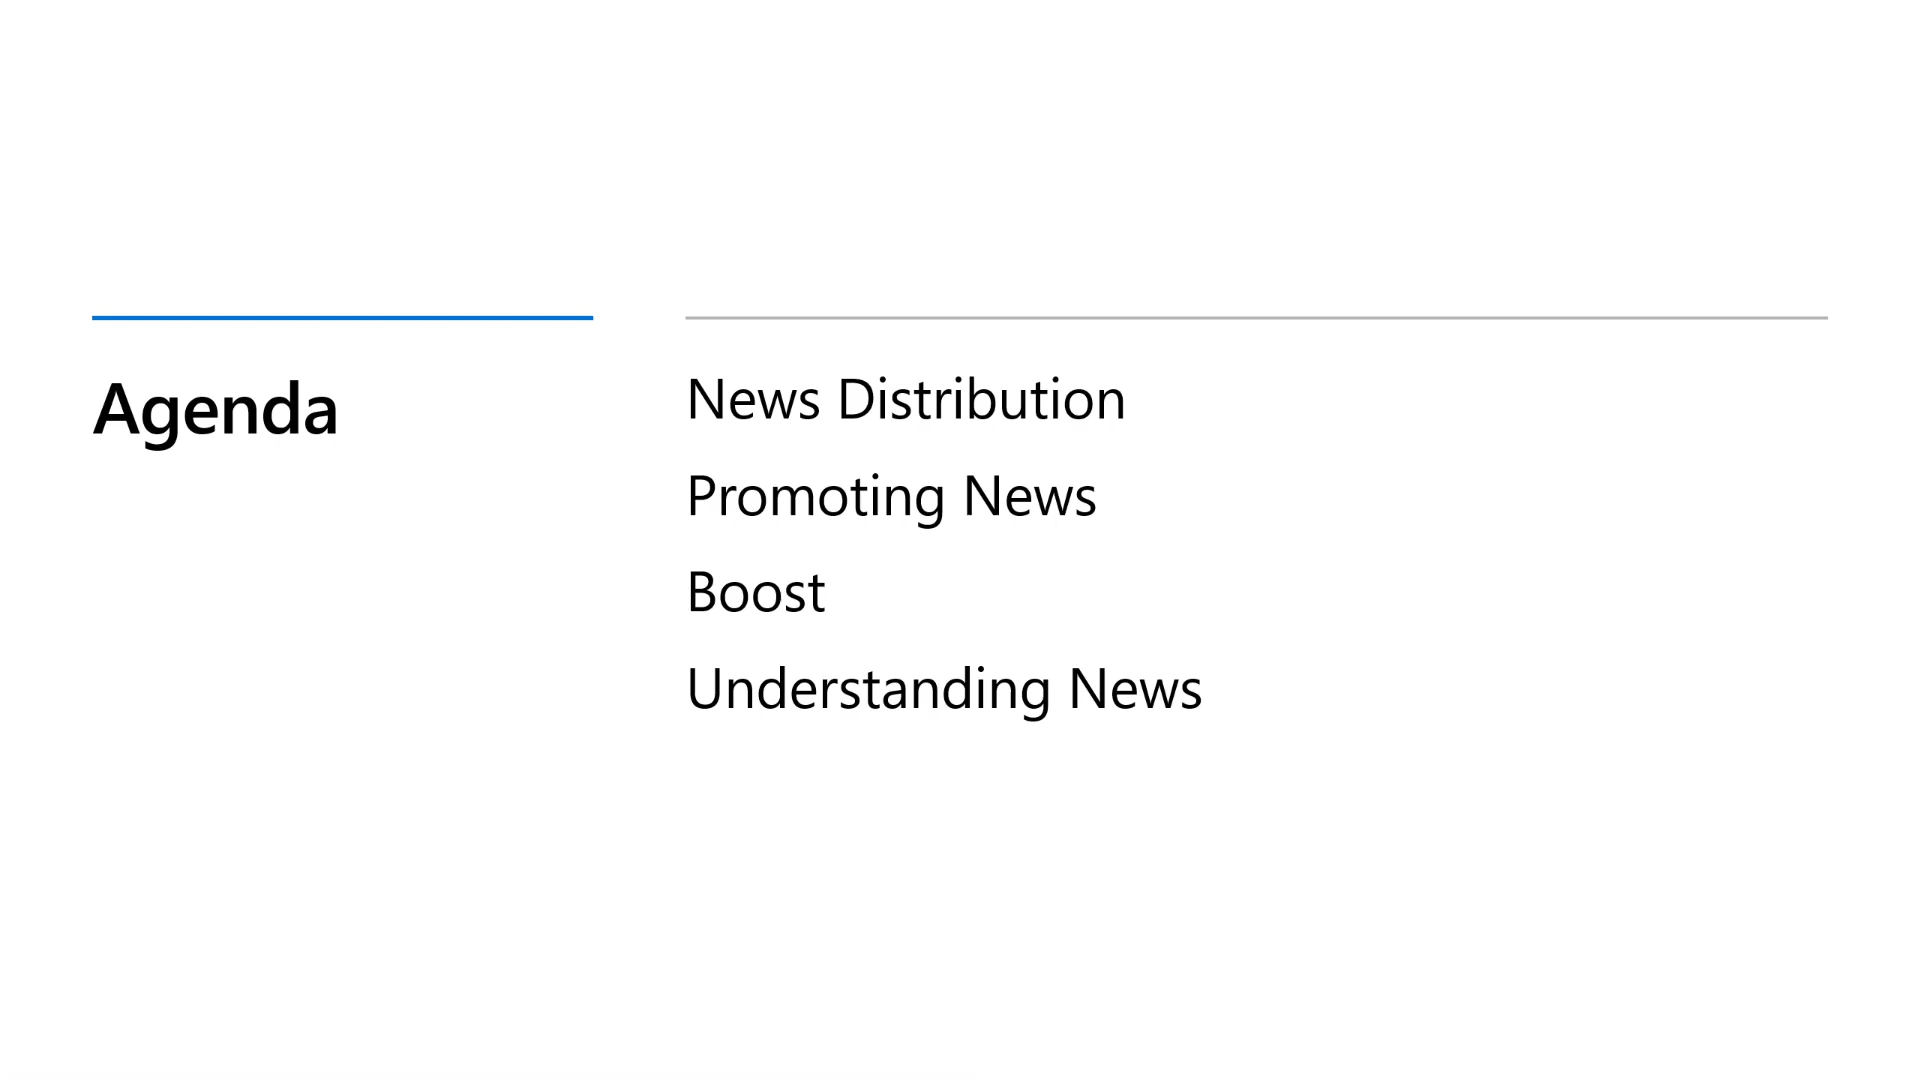 Agenda
News Distribution
Promoting News
Boost
Understanding News